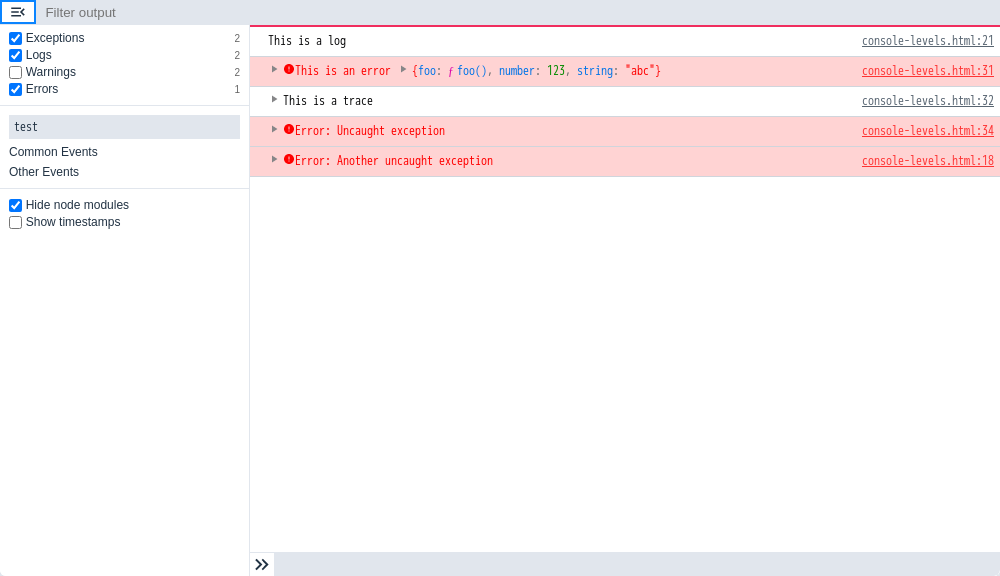 Filter output
Exceptions 2
Logs 2
Warnings 2
Errors 1
test
Common Events
Other Events
Hide node modules
Show timestamps
This is a log console-levels.html:21
This is an error {foo: ƒ foo(), number: 123, string: "abc"} console-levels.html:31
This is a trace console-levels.html:32
Error: Uncaught exception console-levels.html:34
Error: Another uncaught exception console-levels.html:18